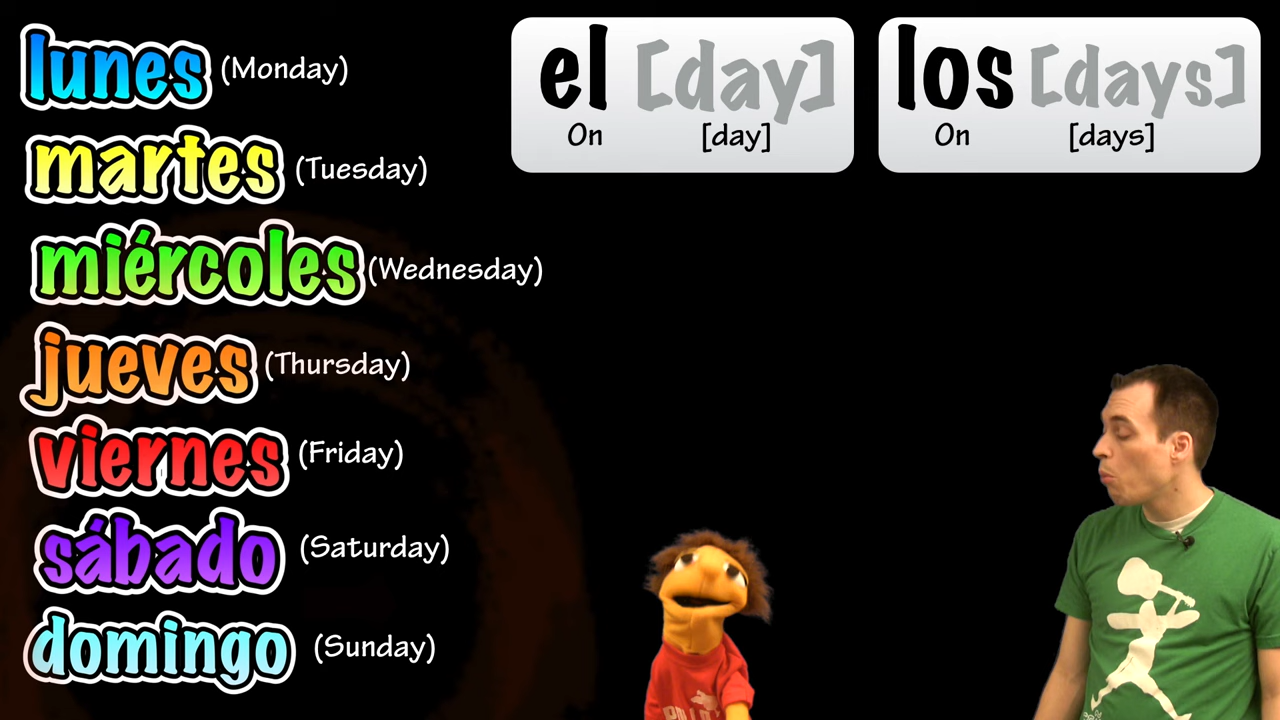 lunes (Monday)
martes (Tuesday)
miércoles (Wednesday)
jueves (Thursday)
viernes (Friday)
sábado (Saturday)
domingo (Sunday)
el [day]
On [day]
los [days]
On [days]